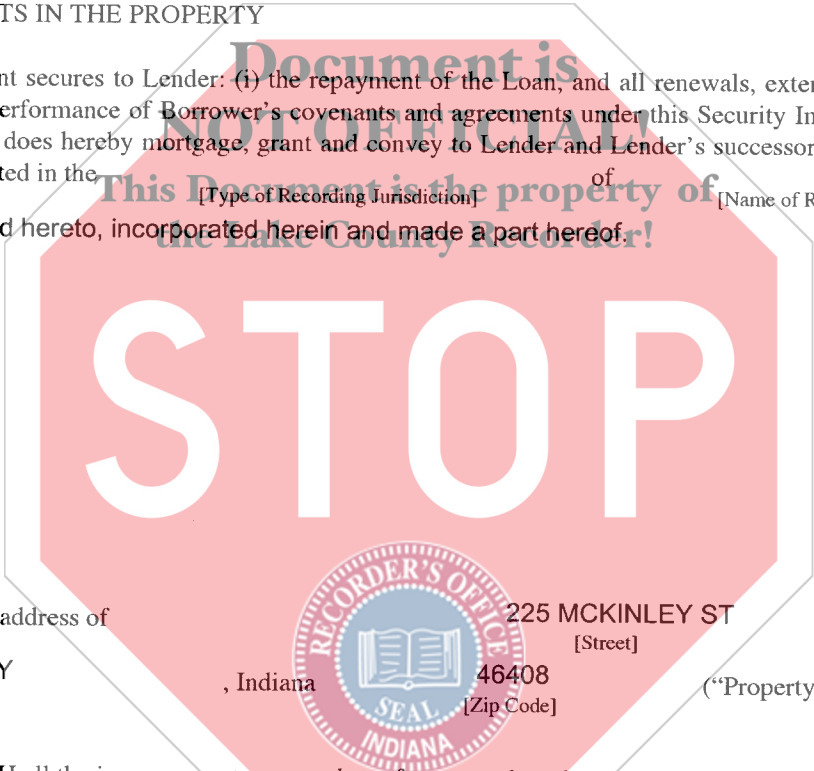 TS IN THE PROPERTY
Document is
nt secures to Lender: (i) the repayment of the Loan, and all renewals, exten
erformance of Borrower's covenants and agreements under this Security In
NOT OFFICIAL!
does hereby mortgage, grant and convey to Lender and Lender's successor
ted in the of
This Document is the property of
[Type of Recording Jurisdiction] [Name of R
d hereto, incorporated herein and made a part hereof.
the Lake County Recorder!
STOP
RECORDER'S OFFICE
address of 225 MCKINLEY ST
[Street]
Y , Indiana 46408 ("Property
[Zip Code]
SEAL
INDIANA